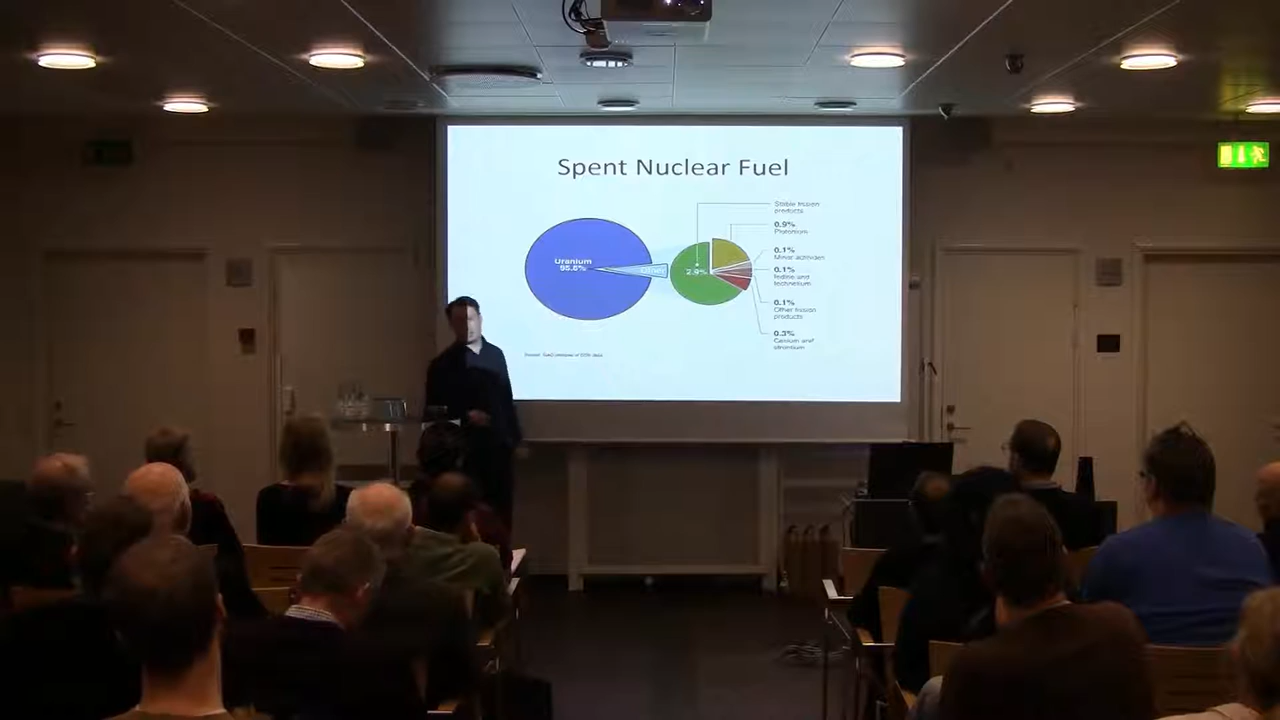 Spent Nuclear Fuel
Stable fission
products
0.9%
Plutonium
Uranium
95.6%
Other
2.9%
0.1%
Minor actinides
0.1%
Iodine and
technetium
0.1%
Other fission
products
0.3%
Cesium and
strontium